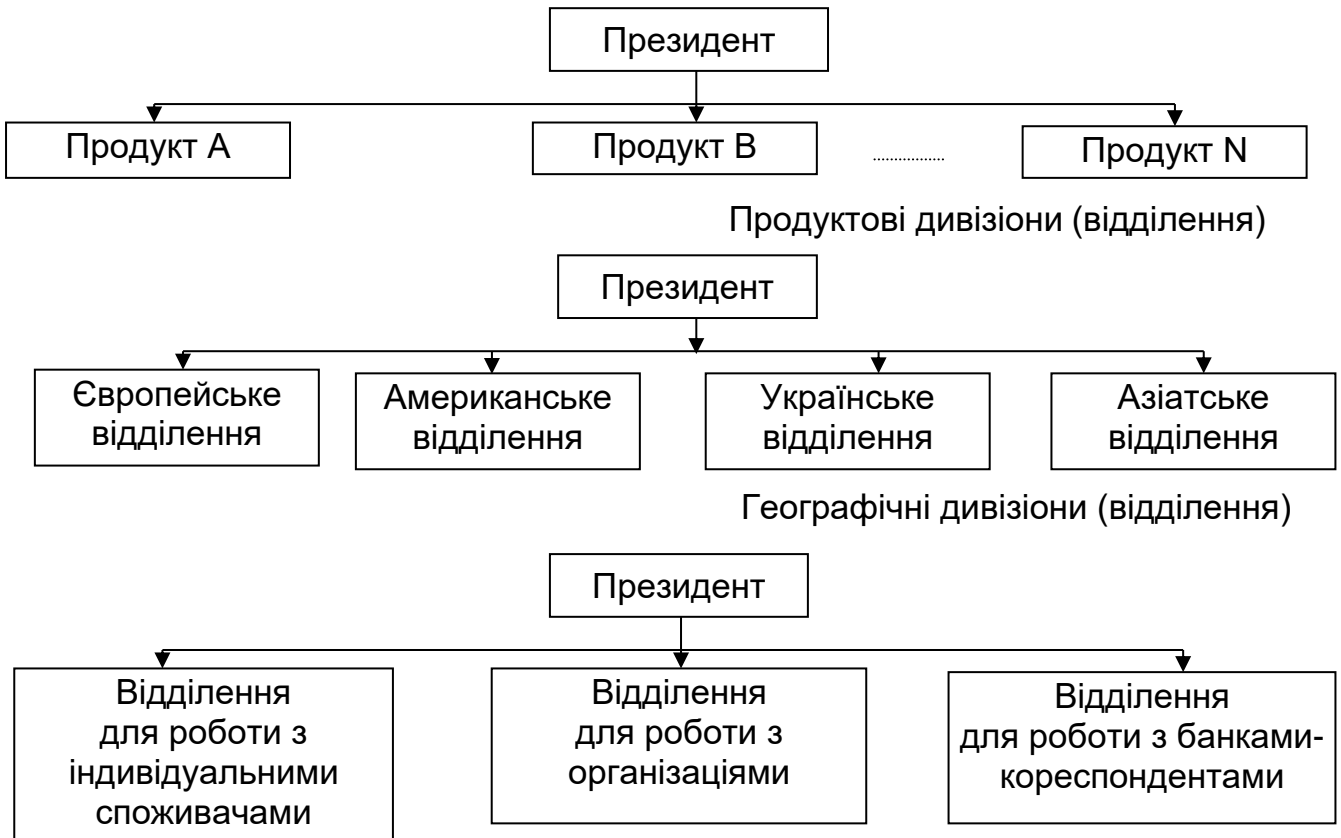 Президент
Продукт А
Продукт В
.................
Продукт N
Продуктові дивізіони (відділення)
Президент
Європейське
відділення
Американське
відділення
Українське
відділення
Азіатське
відділення
Географічні дивізіони (відділення)
Президент
Відділення
для роботи з
індивідуальними
споживачами
Відділення
для роботи з
організаціями
Відділення
для роботи з банками-
кореспондентами